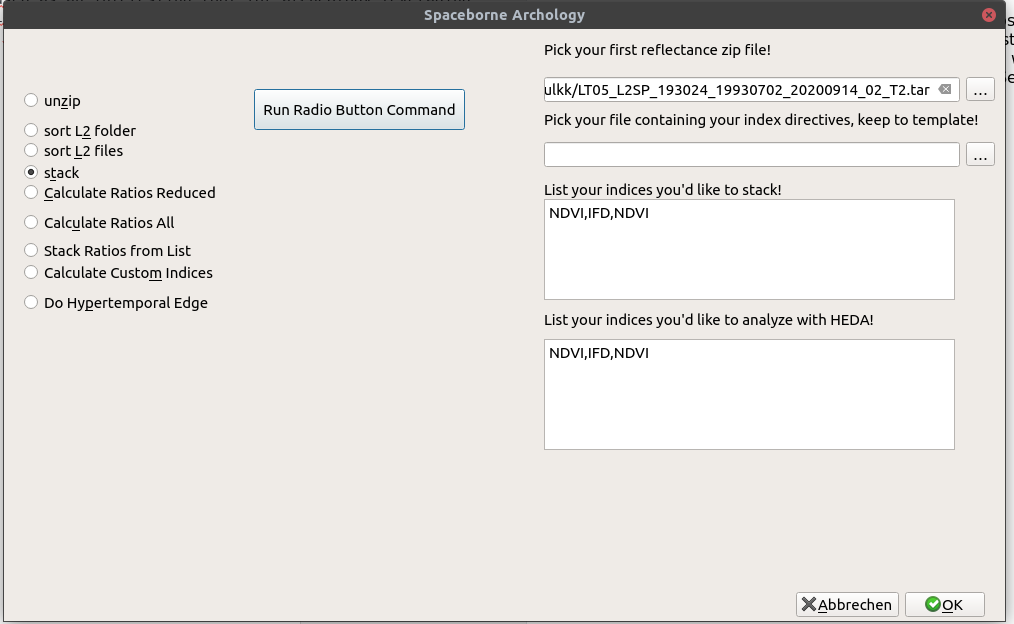 Spaceborne Archology
Pick your first reflectance zip file!
unzip
Run Radio Button Command
ulkk/LT05_L2SP_193024_19930702_20200914_02_T2.tar
...
Pick your file containing your index directives, keep to template!
sort L2 folder
sort L2 files
...
stack
Calculate Ratios Reduced
List your indices you'd like to stack!
NDVI,IFD,NDVI
Calculate Ratios All
Stack Ratios from List
Calculate Custom Indices
Do Hypertemporal Edge
List your indices you'd like to analyze with HEDA!
NDVI,IFD,NDVI
Abbrechen
OK